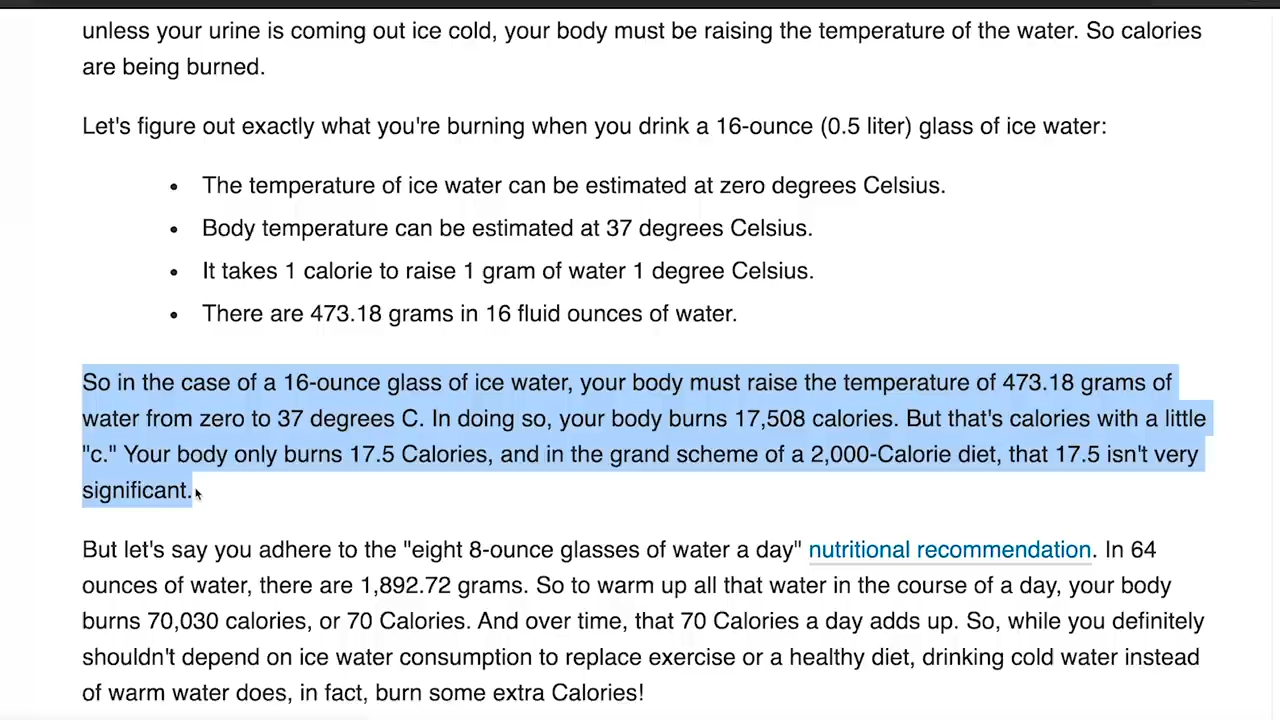 unless your urine is coming out ice cold, your body must be raising the temperature of the water. So calories
are being burned.
Let's figure out exactly what you're burning when you drink a 16-ounce (0.5 liter) glass of ice water:
• The temperature of ice water can be estimated at zero degrees Celsius.
• Body temperature can be estimated at 37 degrees Celsius.
• It takes 1 calorie to raise 1 gram of water 1 degree Celsius.
• There are 473.18 grams in 16 fluid ounces of water.
So in the case of a 16-ounce glass of ice water, your body must raise the temperature of 473.18 grams of
water from zero to 37 degrees C. In doing so, your body burns 17,508 calories. But that's calories with a little
"c." Your body only burns 17.5 Calories, and in the grand scheme of a 2,000-Calorie diet, that 17.5 isn't very
significant.
But let's say you adhere to the "eight 8-ounce glasses of water a day" nutritional recommendation. In 64
ounces of water, there are 1,892.72 grams. So to warm up all that water in the course of a day, your body
burns 70,030 calories, or 70 Calories. And over time, that 70 Calories a day adds up. So, while you definitely
shouldn't depend on ice water consumption to replace exercise or a healthy diet, drinking cold water instead
of warm water does, in fact, burn some extra Calories!